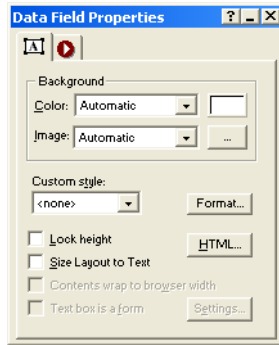 Data Field Properties
A
Background
Color: Automatic
Image: Automatic ...
Custom style:
<none> Format...
Lock height
HTML...
Size Layout to Text
Contents wrap to browser width
Text box is a form Settings...